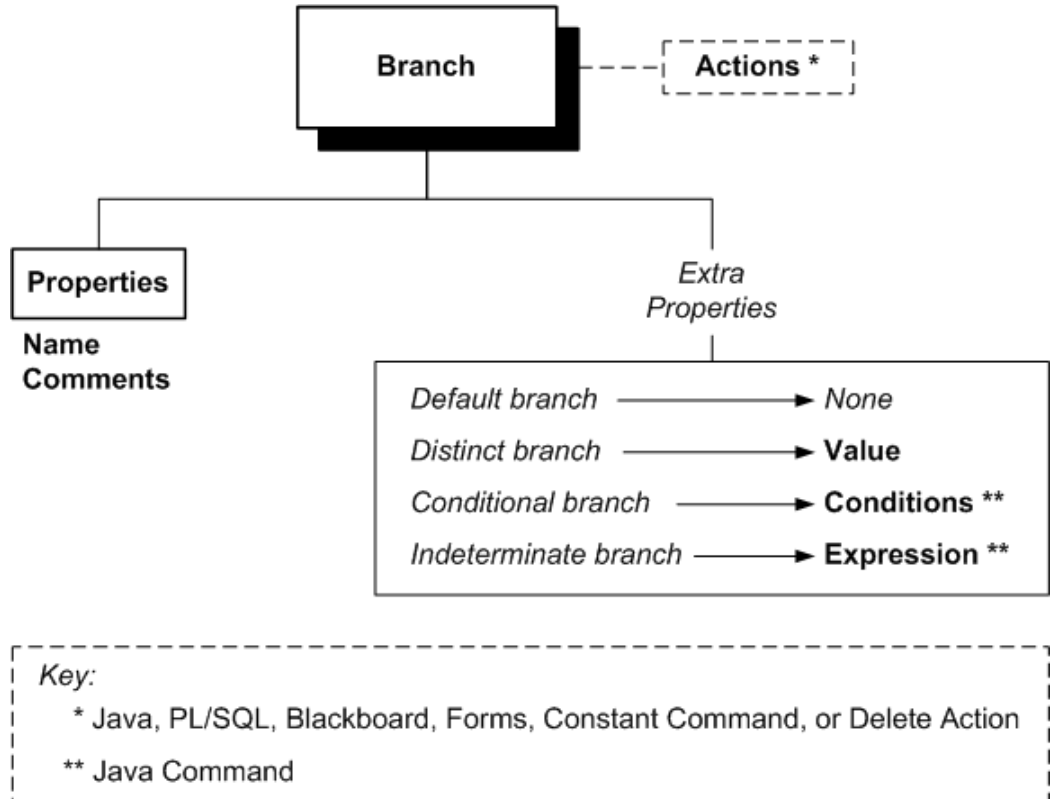 Branch
Actions *
Properties
Name
Comments
Extra
Properties
Default branch None
Distinct branch Value
Conditional branch Conditions **
Indeterminate branch Expression **
Key:
* Java, PL/SQL, Blackboard, Forms, Constant Command, or Delete Action
** Java Command